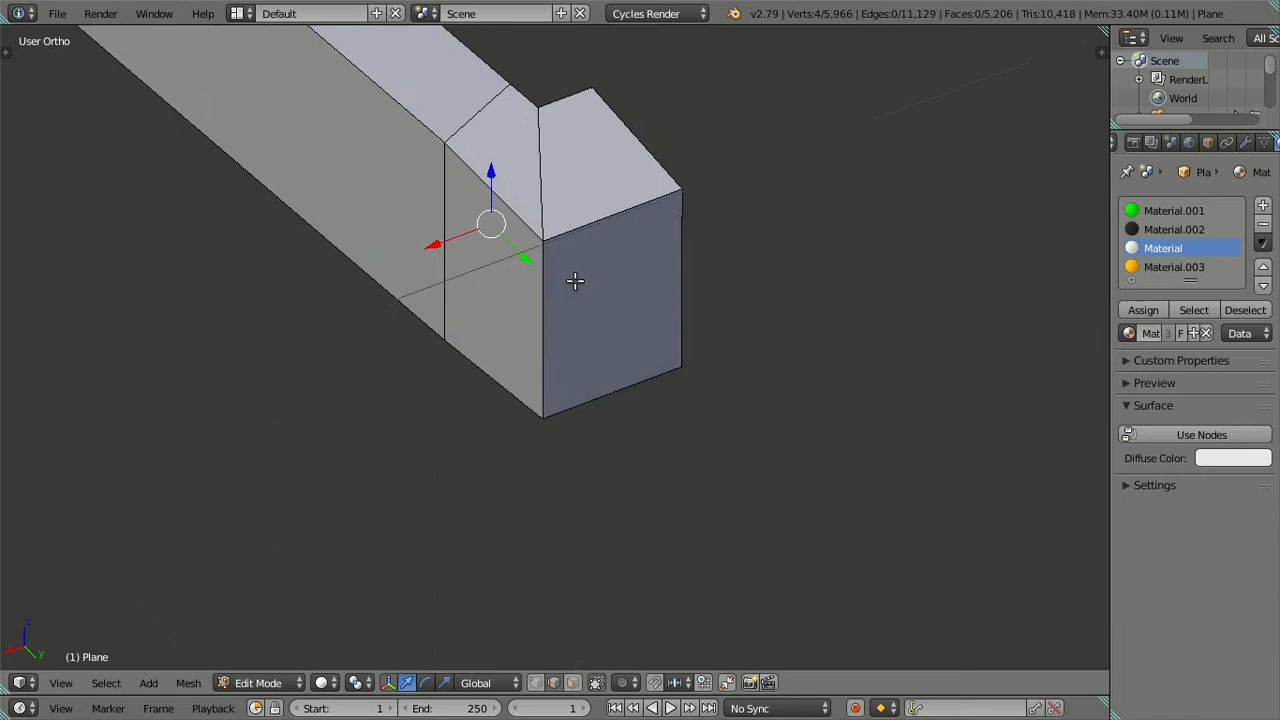 File Render Window Help Default Scene Cycles Render v2.79 | Verts:4/5,966 | Edges:0/11,129 | Faces:0/5,206 | Tris:10,418 | Mem:33.40M (0.11M) | Plane
User Ortho
View Search All Sc
Scene
RenderL
World
Pla Mat
Material.001
Material.002
Material
Material.003
Assign Select Deselect
Mat 3 F Data
Custom Properties
Preview
Surface
Use Nodes
Diffuse Color:
Settings
z
y
(1) Plane
View Select Add Mesh Edit Mode Global
View Marker Frame Playback Start: 1 End: 250 1 No Sync